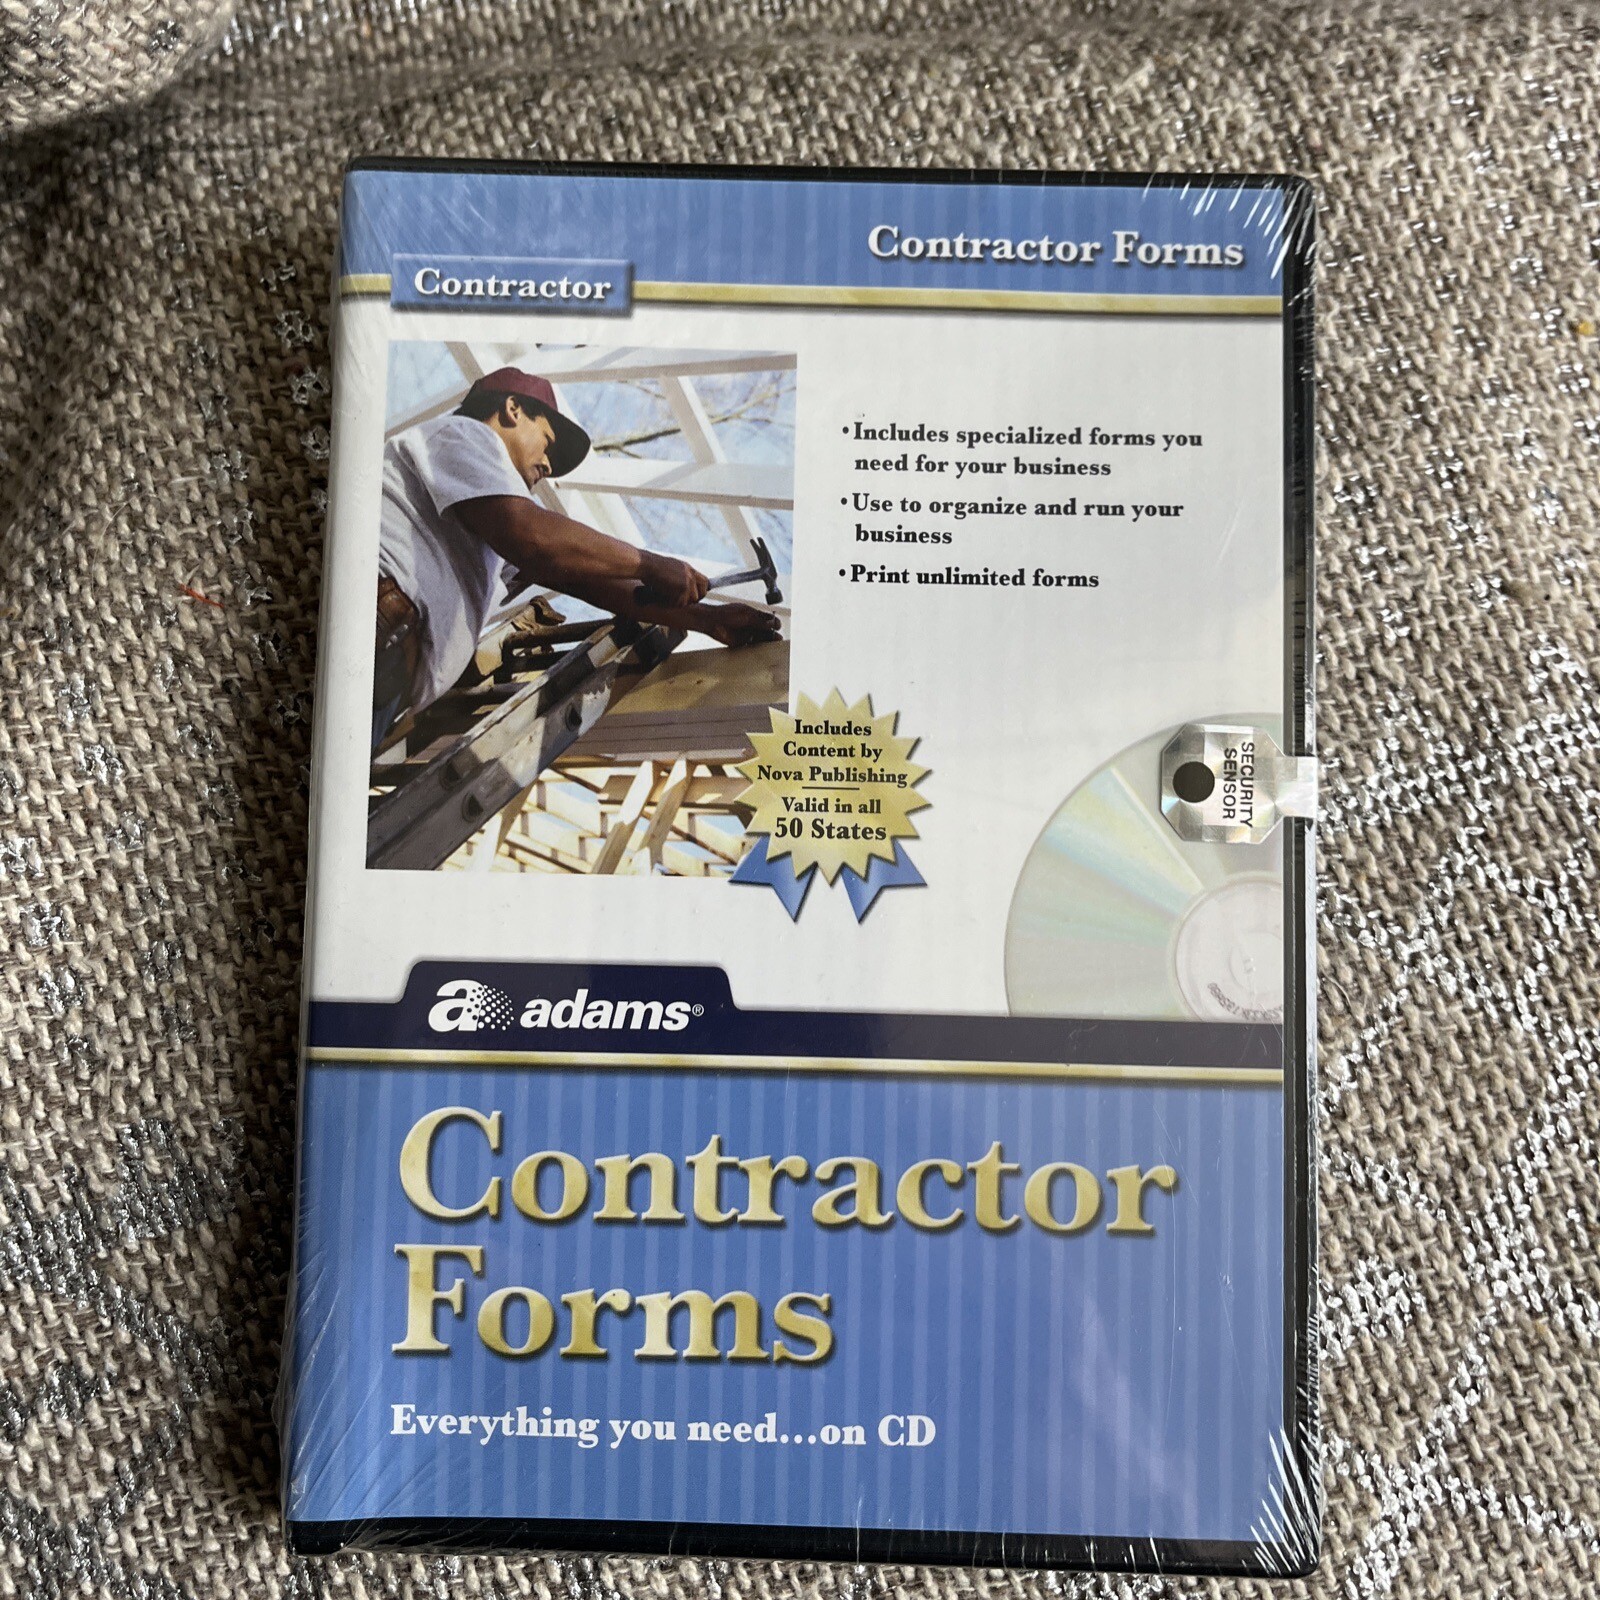 Contractor Forms
Contractor
•Includes specialized forms you
need for your business
•Use to organize and run your
business
•Print unlimited forms
Includes
Content by
Nova Publishing
Valid in all
50 States
SECURITY
SENSOR
a adams®
Contractor
Forms
Everything you need...on CD